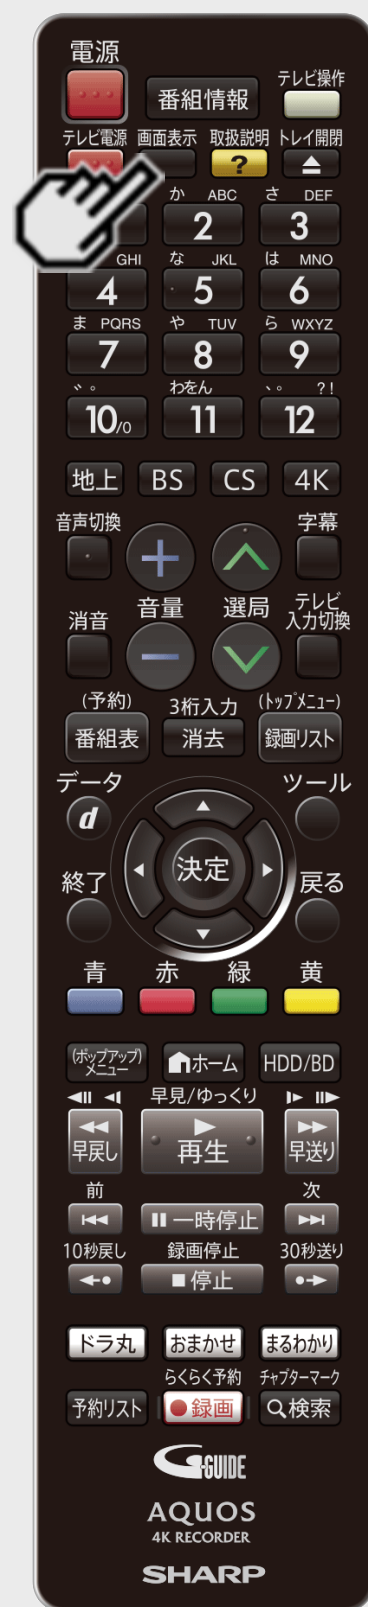 電源
番組情報
テレビ操作
テレビ電源 画面表示 取扱説明 トレイ開閉
?
か ABC さ DEF
2 3
GHI な JKL は MNO
4 5 6
ま PQRS や TUV ら WXYZ
7 8 9
゛゜ わをん 、。 ?!
10/0 11 12
地上 BS CS 4K
音声切換 字幕
消音 音量 選局 テレビ
入力切換
(予約) 3桁入力 (トップメニュー)
番組表 消去 録画リスト
データ ツール
d
決定
終了 戻る
青 赤 緑 黄
(ポップアップ)
メニュー ホーム HDD/BD
早見/ゆっくり
早戻し 再生 早送り
前 次
一時停止
10秒戻し 録画停止 30秒送り
停止
ドラ丸 おまかせ まるわかり
らくらく予約 チャプターマーク
予約リスト 録画 検索
G-GUIDE
AQUOS
4K RECORDER
SHARP